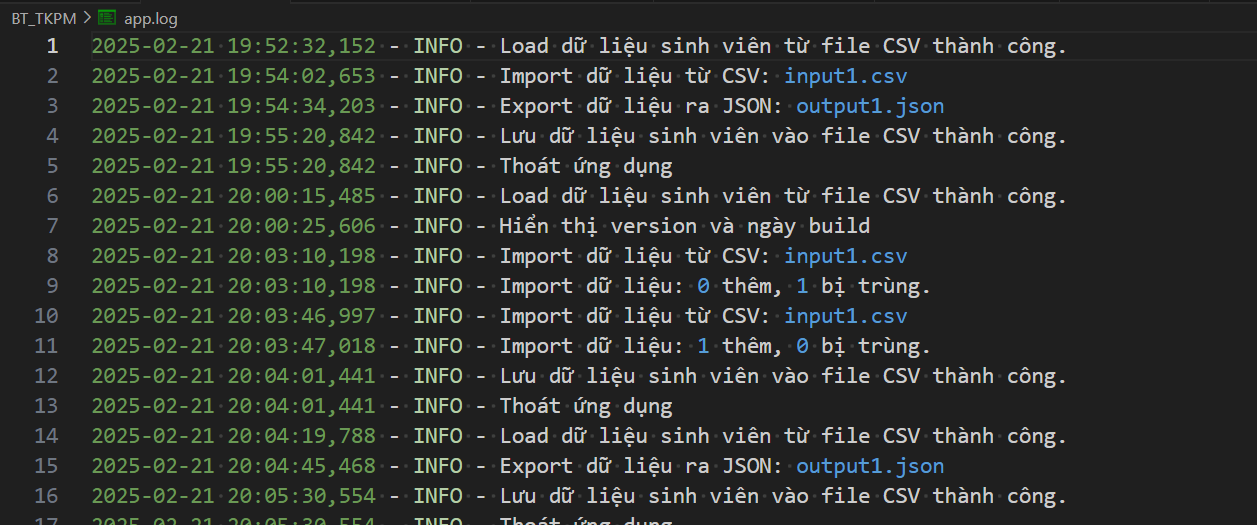 BT_TKPM > app.log
1 2025-02-21 19:52:32,152 - INFO - Load dữ liệu sinh viên từ file CSV thành công.
2 2025-02-21 19:54:02,653 - INFO - Import dữ liệu từ CSV: input1.csv
3 2025-02-21 19:54:34,203 - INFO - Export dữ liệu ra JSON: output1.json
4 2025-02-21 19:55:20,842 - INFO - Lưu dữ liệu sinh viên vào file CSV thành công.
5 2025-02-21 19:55:20,842 - INFO - Thoát ứng dụng
6 2025-02-21 20:00:15,485 - INFO - Load dữ liệu sinh viên từ file CSV thành công.
7 2025-02-21 20:00:25,606 - INFO - Hiển thị version và ngày build
8 2025-02-21 20:03:10,198 - INFO - Import dữ liệu từ CSV: input1.csv
9 2025-02-21 20:03:10,198 - INFO - Import dữ liệu: 0 thêm, 1 bị trùng.
10 2025-02-21 20:03:46,997 - INFO - Import dữ liệu từ CSV: input1.csv
11 2025-02-21 20:03:47,018 - INFO - Import dữ liệu: 1 thêm, 0 bị trùng.
12 2025-02-21 20:04:01,441 - INFO - Lưu dữ liệu sinh viên vào file CSV thành công.
13 2025-02-21 20:04:01,441 - INFO - Thoát ứng dụng
14 2025-02-21 20:04:19,788 - INFO - Load dữ liệu sinh viên từ file CSV thành công.
15 2025-02-21 20:04:45,468 - INFO - Export dữ liệu ra JSON: output1.json
16 2025-02-21 20:05:30,554 - INFO - Lưu dữ liệu sinh viên vào file CSV thành công.
17 2025-02-21 20:05:30,554 - INFO - Thoát ứng dụng